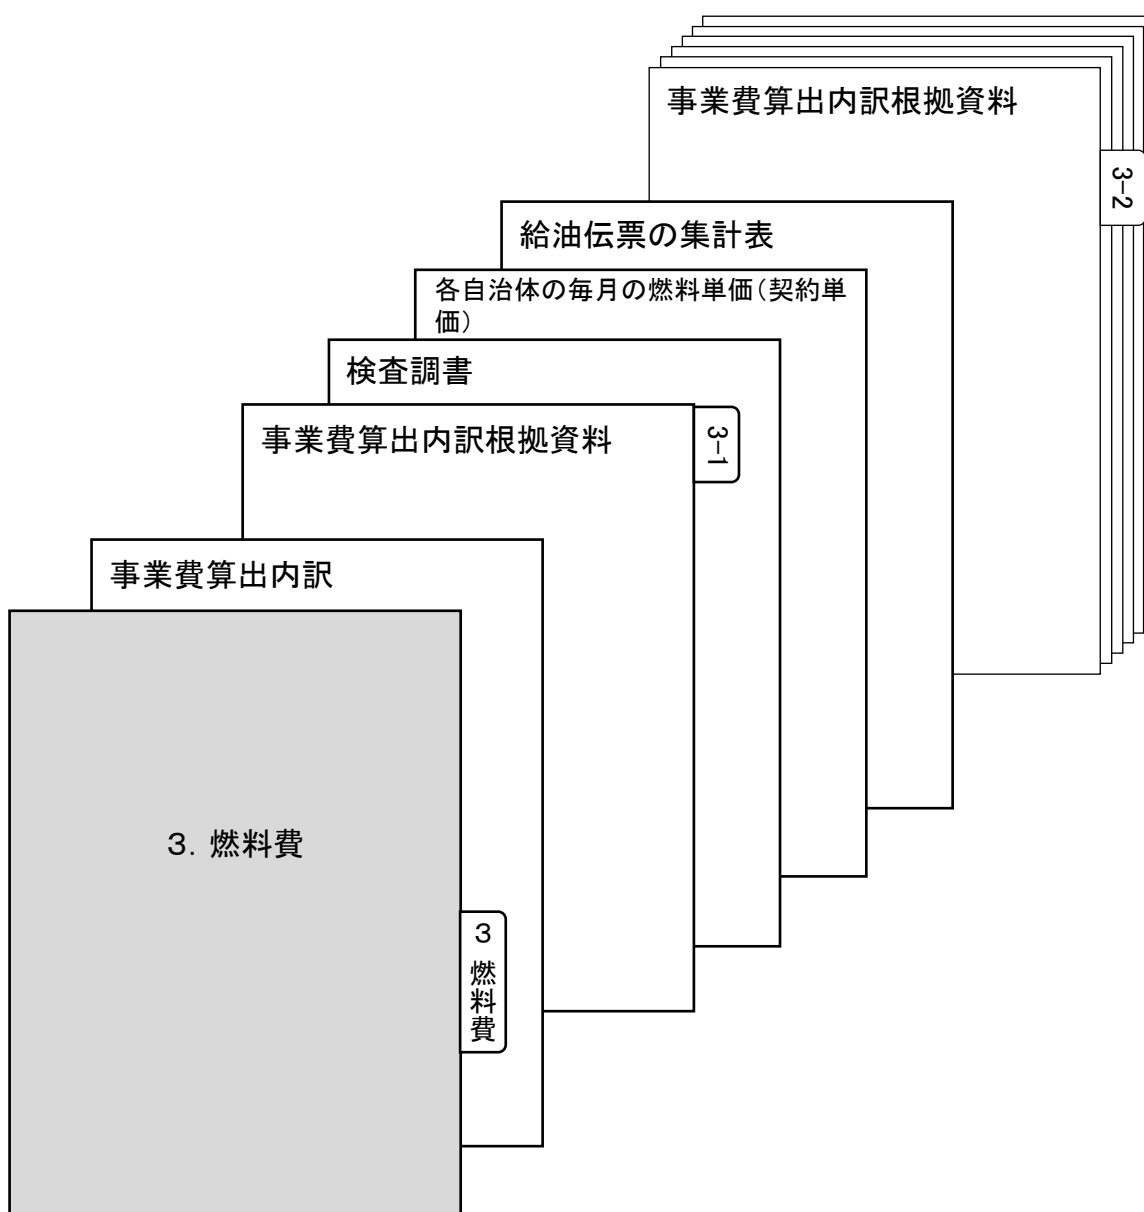 事業費算出内訳根拠資料
3-2
給油伝票の集計表
各自治体の毎月の燃料単価(契約単
価)
検査調書
3-1
事業費算出内訳根拠資料
事業費算出内訳
3. 燃料費
3 燃料費